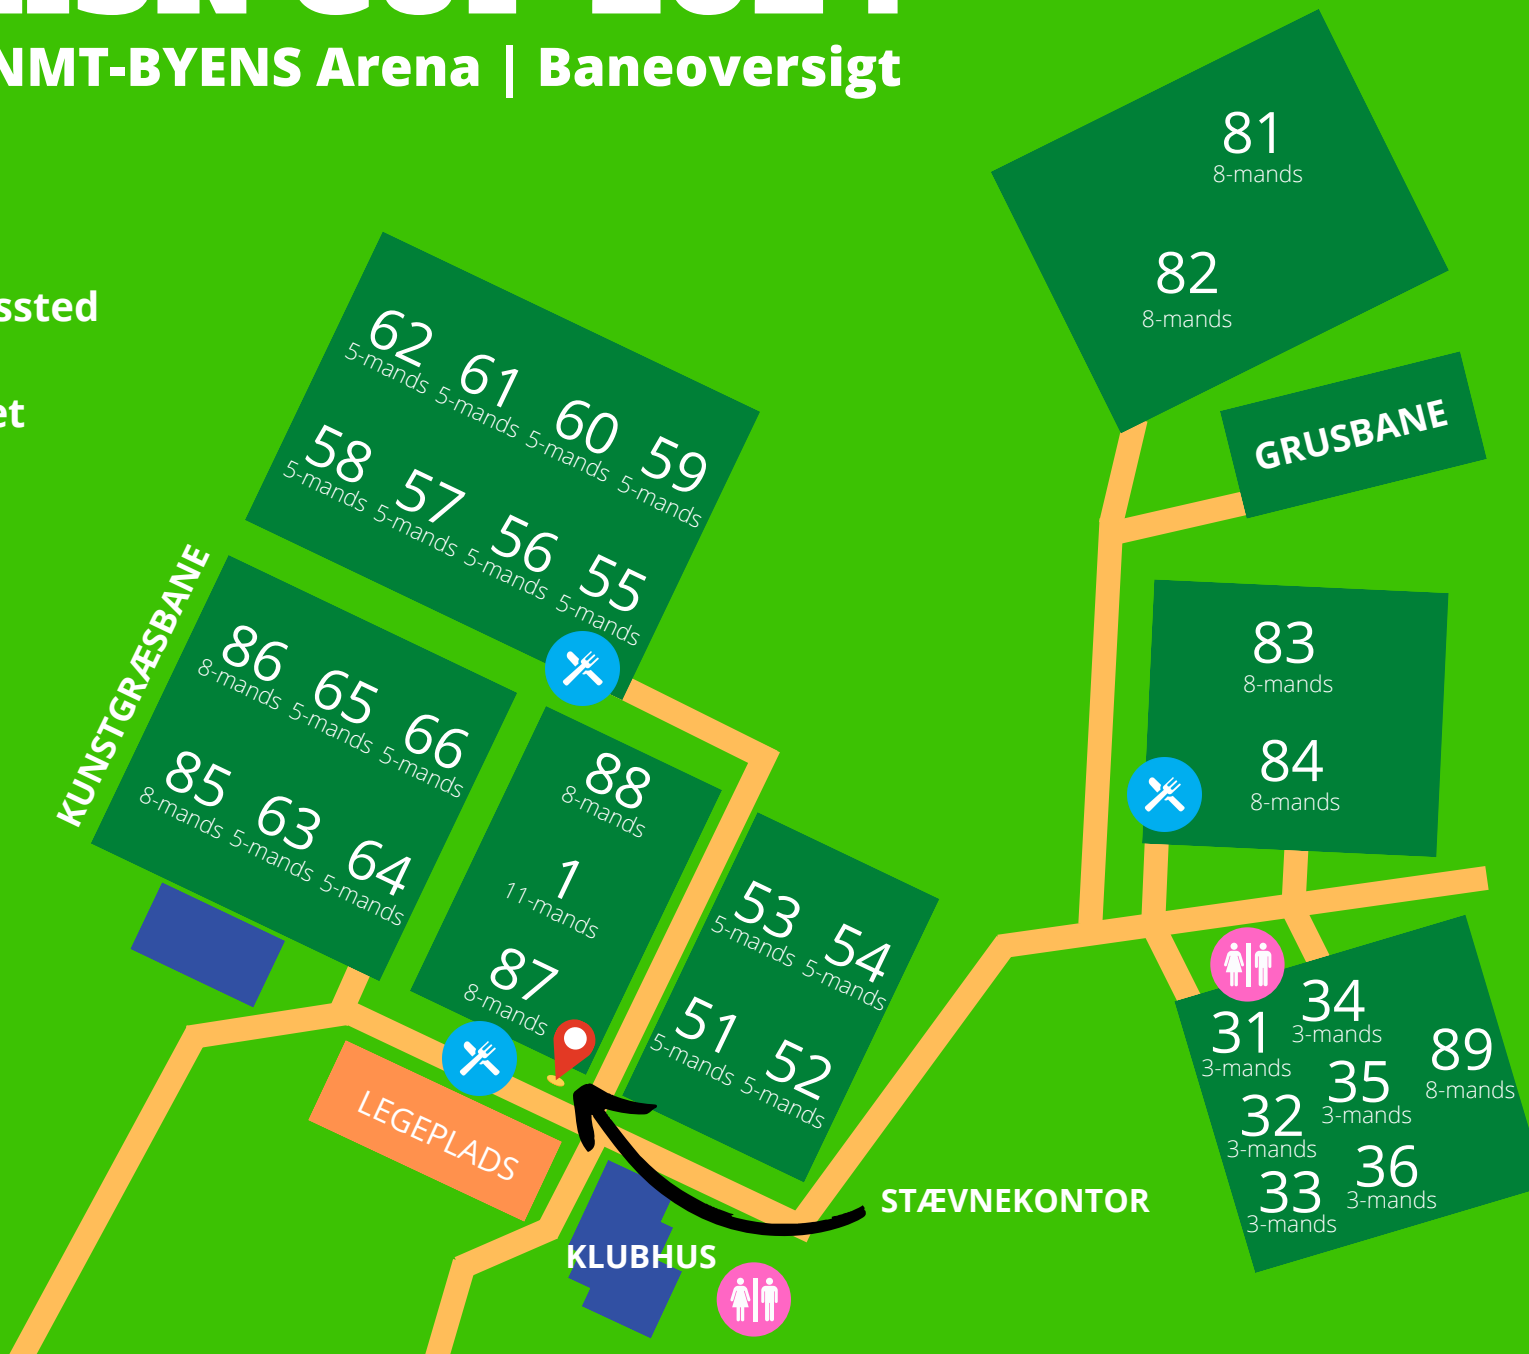 NMT-BYENS Arena | Baneoversigt
ssted
et
81
8-mands
82
8-mands
GRUSBANE
62
5-mands
61
5-mands
60
5-mands
59
5-mands
58
5-mands
57
5-mands
56
5-mands
55
5-mands
KUNSTGRÆSBANE
86
8-mands
65
5-mands
66
5-mands
85
8-mands
63
5-mands
64
5-mands
88
8-mands
1
11-mands
87
8-mands
53
5-mands
54
5-mands
51
5-mands
52
5-mands
83
8-mands
84
8-mands
34
3-mands
31
3-mands
89
8-mands
35
3-mands
32
3-mands
36
3-mands
33
3-mands
LEGEPLADS
STÆVNEKONTOR
KLUBHUS